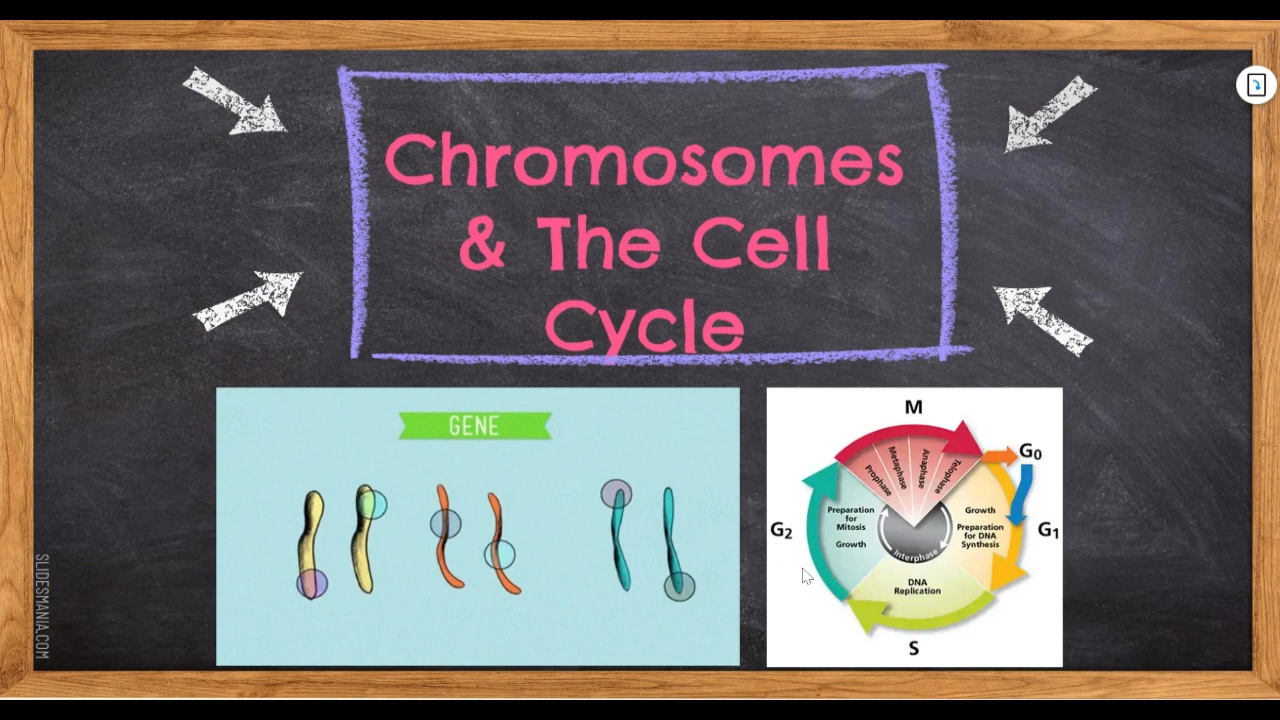 Chromosomes
& The Cell
Cycle
GENE
M
Prophase
Metaphase
Anaphase
Telophase
G0
G2
Preparation
for
Mitosis
Growth
Growth
Preparation
for DNA
Synthesis
G1
Interphase
DNA
Replication
S
SLIDESMANIA.COM